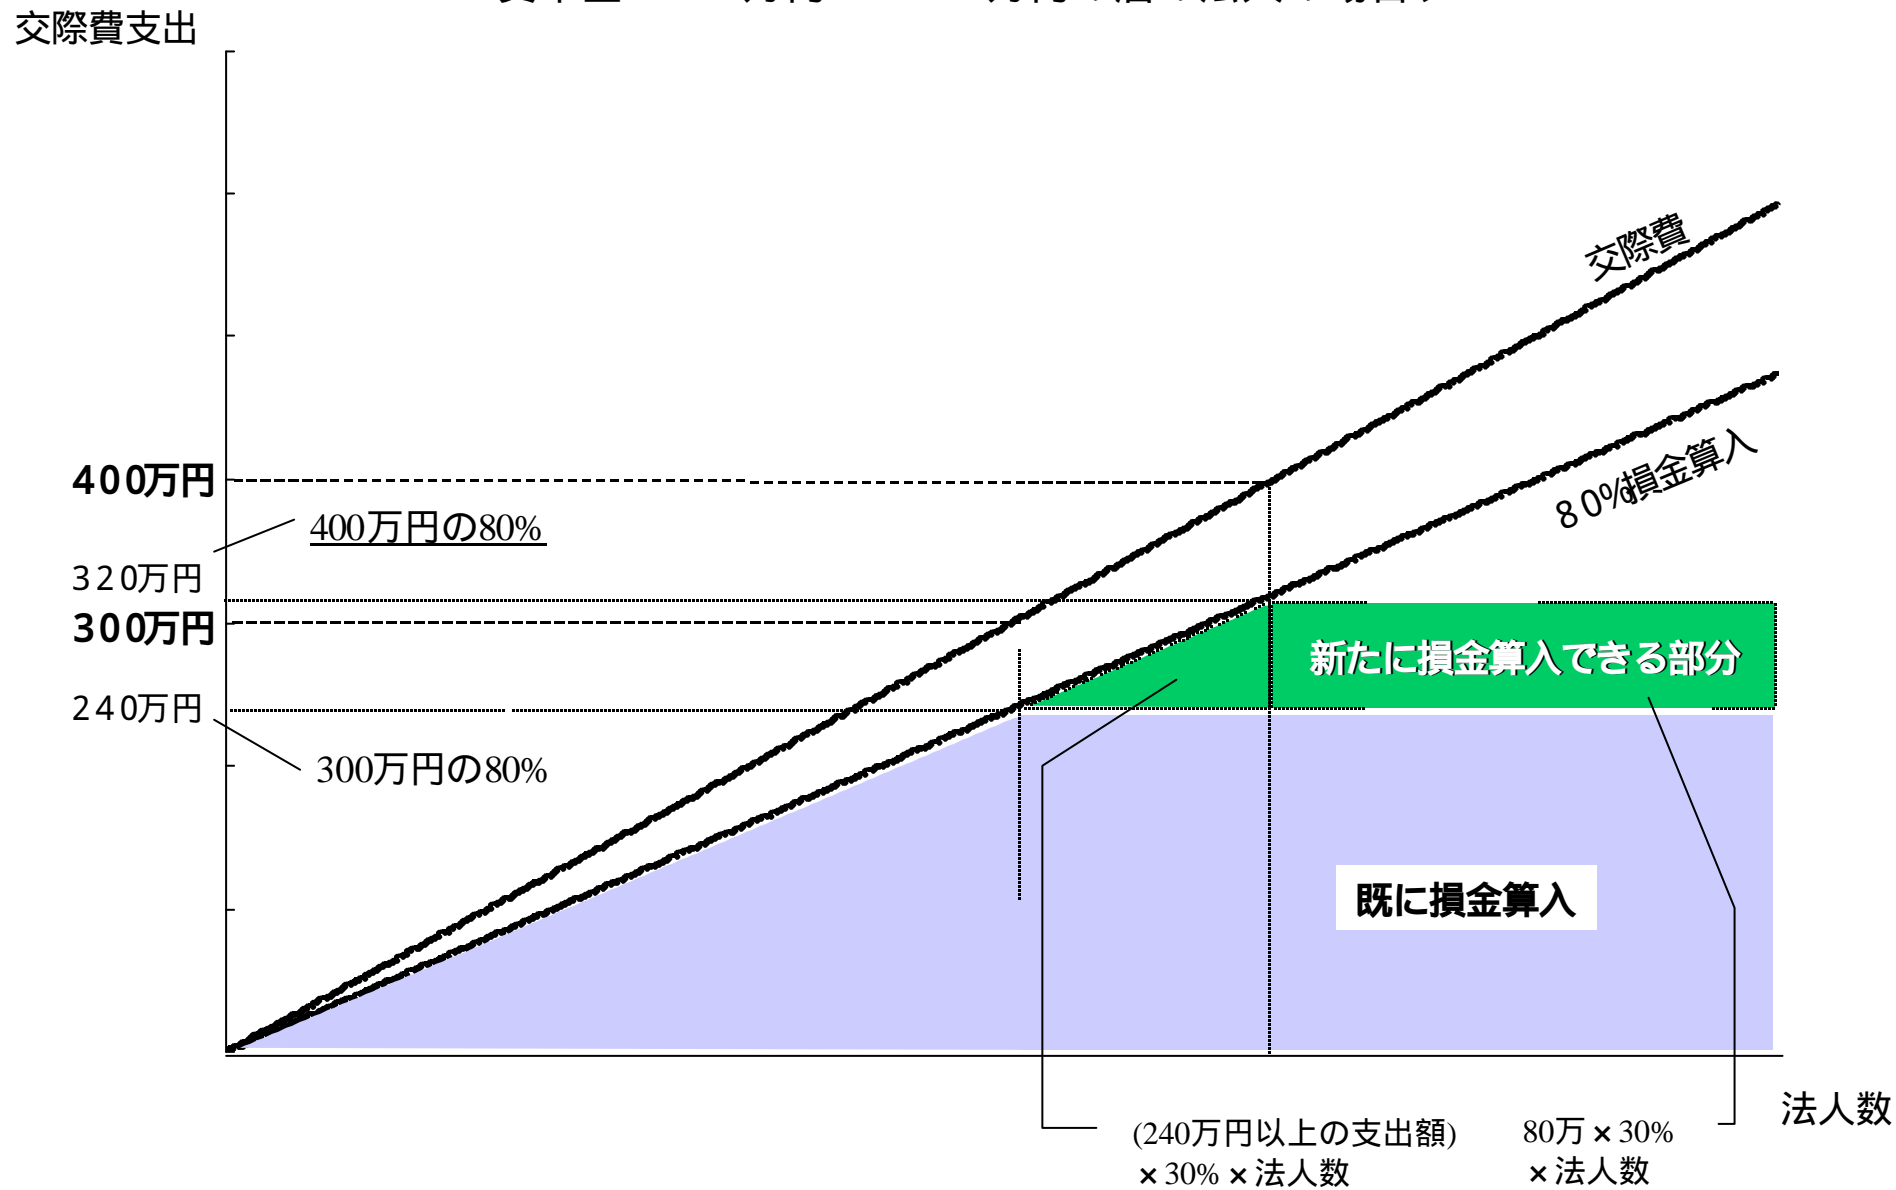 交際費支出
交際費
80%損金算入
400万円
400万円の80%
320万円
300万円
新たに損金算入できる部分
240万円
300万円の80%
既に損金算入
法人数
(240万円以上の支出額)
×30%×法人数
80万×30%
×法人数